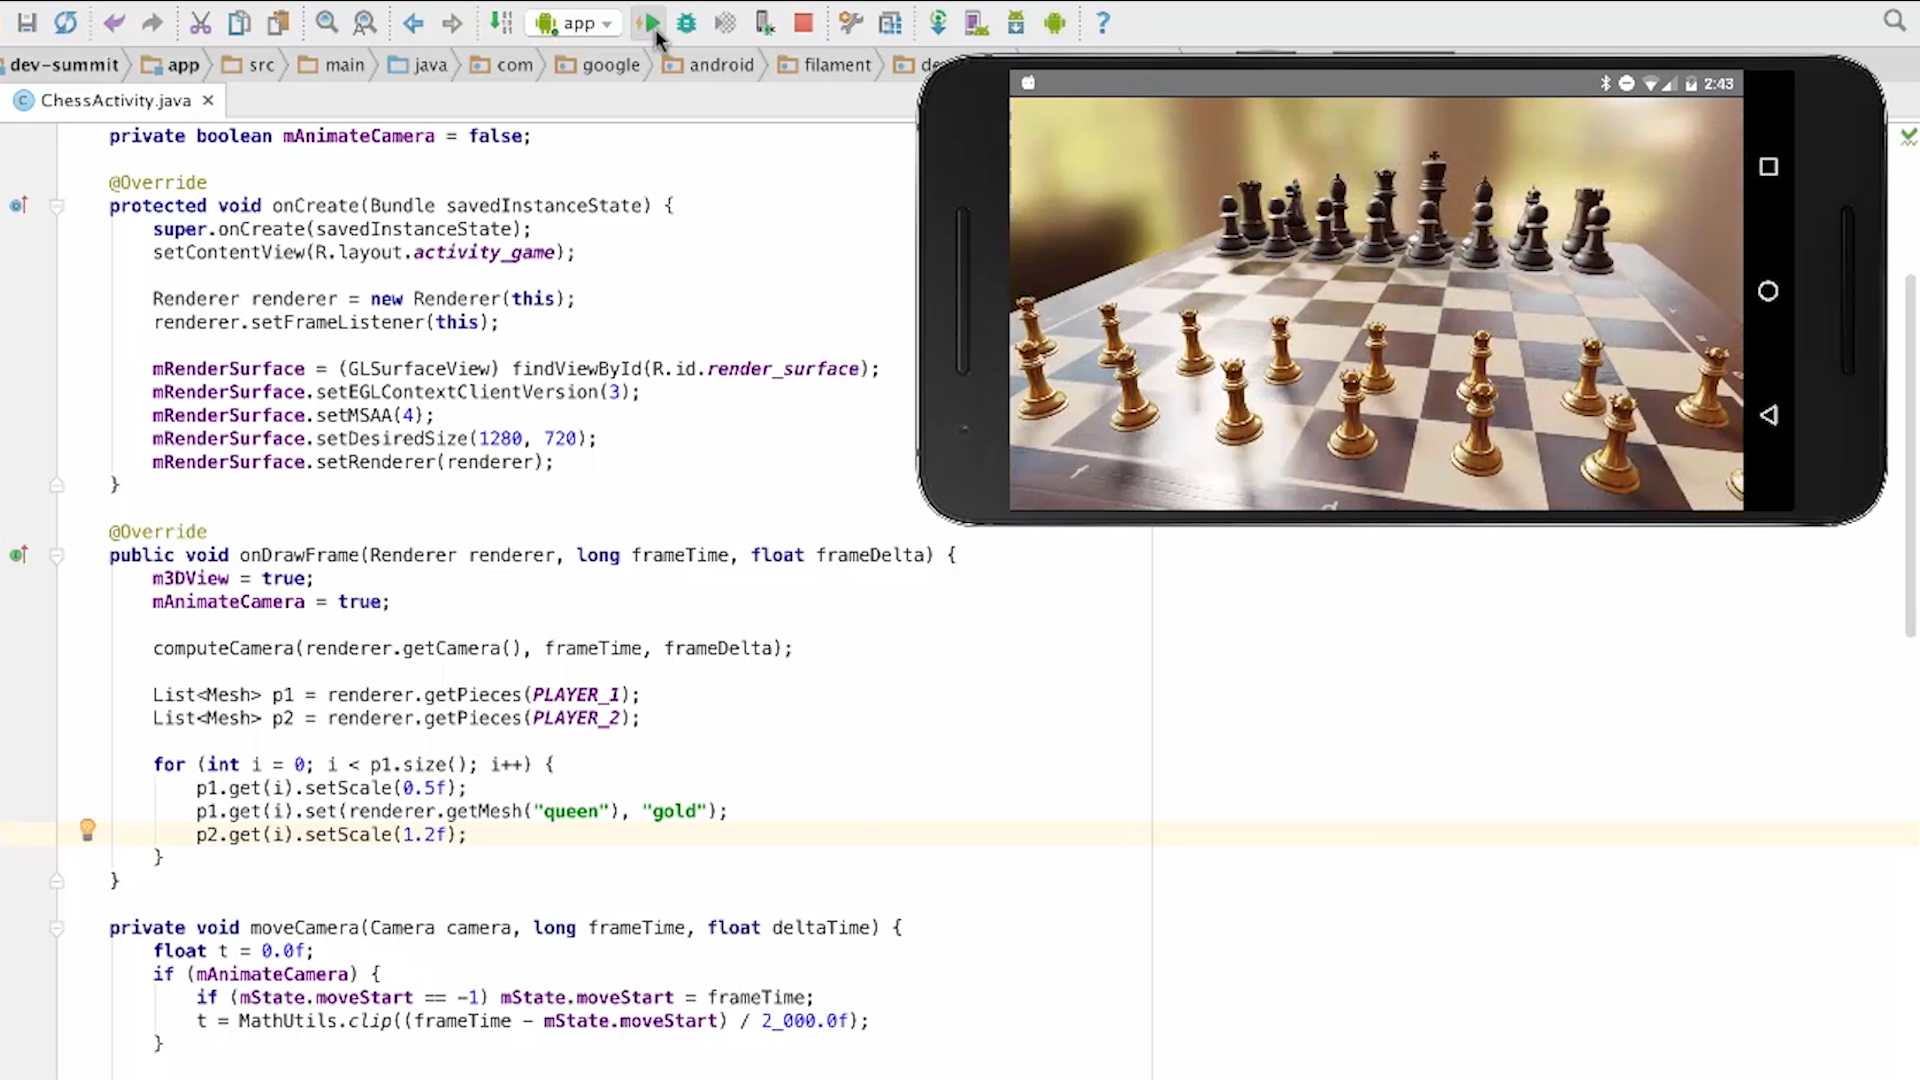 app
?
dev-summit app src main java com google android filament
ChessActivity.java
2:43
private boolean mAnimateCamera = false;
@Override
protected void onCreate(Bundle savedInstanceState) {
super.onCreate(savedInstanceState);
setContentView(R.layout.activity_game);
Renderer renderer = new Renderer(this);
renderer.setFrameListener(this);
mRenderSurface = (GLSurfaceView) findViewById(R.id.render_surface);
mRenderSurface.setEGLContextClientVersion(3);
mRenderSurface.setMSAA(4);
mRenderSurface.setDesiredSize(1280, 720);
mRenderSurface.setRenderer(renderer);
}
@Override
public void onDrawFrame(Renderer renderer, long frameTime, float frameDelta) {
m3DView = true;
mAnimateCamera = true;
computeCamera(renderer.getCamera(), frameTime, frameDelta);
List<Mesh> p1 = renderer.getPieces(PLAYER_1);
List<Mesh> p2 = renderer.getPieces(PLAYER_2);
for (int i = 0; i < p1.size(); i++) {
p1.get(i).setScale(0.5f);
p1.get(i).set(renderer.getMesh("queen"), "gold");
p2.get(i).setScale(1.2f);
}
}
private void moveCamera(Camera camera, long frameTime, float deltaTime) {
float t = 0.0f;
if (mAnimateCamera) {
if (mState.moveStart == -1) mState.moveStart = frameTime;
t = MathUtils.clip((frameTime - mState.moveStart) / 2_000.0f);
}